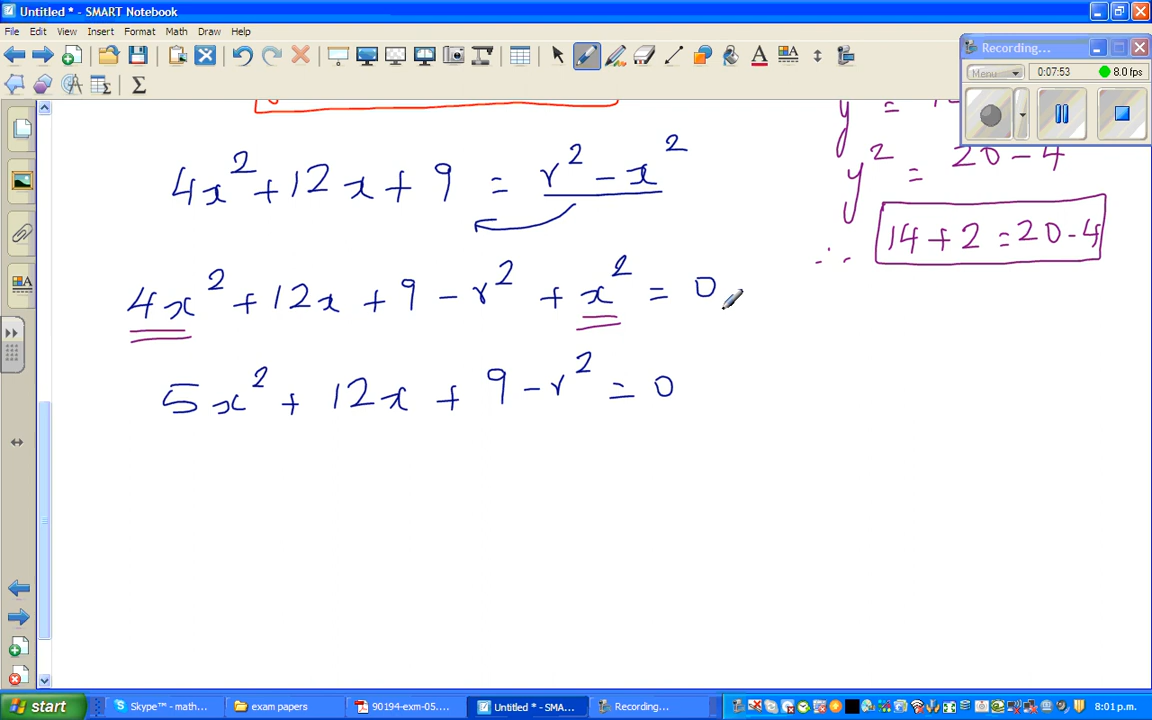 Untitled * - SMART Notebook
File Edit View Insert Format Math Draw Help
Recording...
Menu 0:07:53 8.0 fps
4x² + 12x + 9 = r² - x²
y² = 20 - 4
∴ 14 + 2 = 20 - 4
4x² + 12x + 9 - r² + x² = 0
5x² + 12x + 9 - r² = 0
start Skype™ - math... exam papers 90194-exm-05.... Untitled * - SMA... Recording... 8:01 p.m.